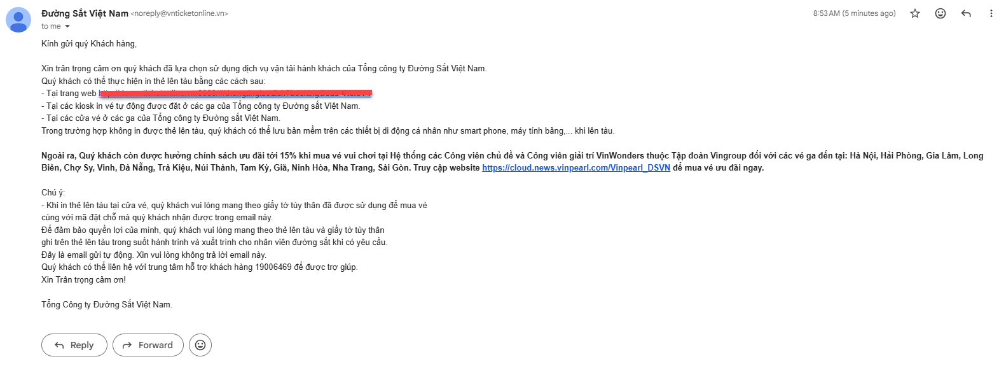 Đường Sắt Việt Nam <noreply@vnticketonline.vn>
8:53 AM (5 minutes ago)
to me
Kính gửi quý Khách hàng,
Xin trân trọng cảm ơn quý khách đã lựa chọn sử dụng dịch vụ vận tải hành khách của Tổng công ty Đường Sắt Việt Nam.
Quý khách có thể thực hiện in thẻ lên tàu bằng các cách sau:
- Tại trang web
- Tại các kiosk in vé tự động được đặt ở các ga của Tổng công ty Đường sắt Việt Nam.
- Tại các cửa vé ở các ga của Tổng công ty Đường sắt Việt Nam.
Trong trường hợp không in được thẻ lên tàu, quý khách có thể lưu bản mềm trên các thiết bị di động cá nhân như smart phone, máy tính bảng,... khi lên tàu.
Ngoài ra, Quý khách còn được hưởng chính sách ưu đãi tới 15% khi mua vé vui chơi tại Hệ thống các Công viên chủ đề và Công viên giải trí VinWonders thuộc Tập đoàn Vingroup đối với các vé ga đến tại: Hà Nội, Hải Phòng, Gia Lâm, Long
Biên, Chợ Sy, Vinh, Đà Nẵng, Trà Kiệu, Núi Thành, Tam Kỳ, Giã, Ninh Hòa, Nha Trang, Sài Gòn. Truy cập website https://cloud.news.vinpearl.com/Vinpearl_DSVN để mua vé ưu đãi ngay.
Chú ý:
- Khi in thẻ lên tàu tại cửa vé, quý khách vui lòng mang theo giấy tờ tùy thân đã được sử dụng để mua vé
cùng với mã đặt chỗ mà quý khách nhận được trong email này.
Để đảm bảo quyền lợi của mình, quý khách vui lòng mang theo thẻ lên tàu và giấy tờ tùy thân
ghi trên thẻ lên tàu trong suốt hành trình và xuất trình cho nhân viên đường sắt khi có yêu cầu.
Đây là email gửi tự động. Xin vui lòng không trả lời email này.
Quý khách có thể liên hệ với trung tâm hỗ trợ khách hàng 19006469 để được trợ giúp.
Xin Trân trọng cảm ơn!
Tổng Công ty Đường Sắt Việt Nam.
Reply
Forward